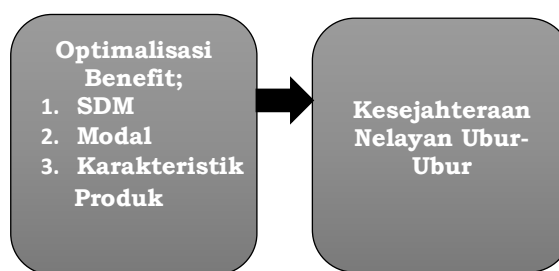 Optimalisasi
Benefit;
1. SDM
2. Modal
3. Karakteristik
Produk
Kesejahteraan
Nelayan Ubur-
Ubur